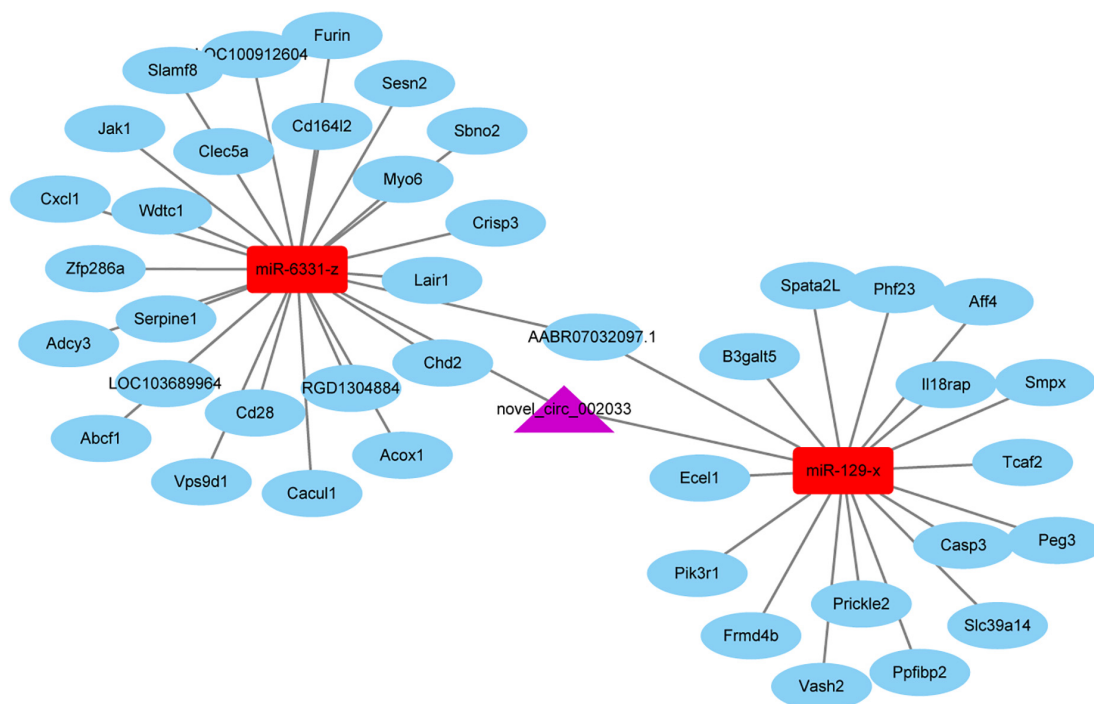 Furin
LOC100912604
Slamf8
Sesn2
Cd164l2
Sbno2
Jak1
Clec5a
Myo6
Cxcl1
Wdtc1
Crisp3
Zfp286a
miR-6331-z
Lair1
Spata2L
Phf23
Aff4
Serpine1
Adcy3
AABR07032097.1
B3galt5
Chd2
LOC103689964
RGD1304884
Il18rap
Smpx
novel_circ_002033
Cd28
Abcf1
Acox1
Tcaf2
miR-129-x
Ecel1
Vps9d1
Cacul1
Casp3
Peg3
Pik3r1
Prickle2
Slc39a14
Frmd4b
Ppfibp2
Vash2